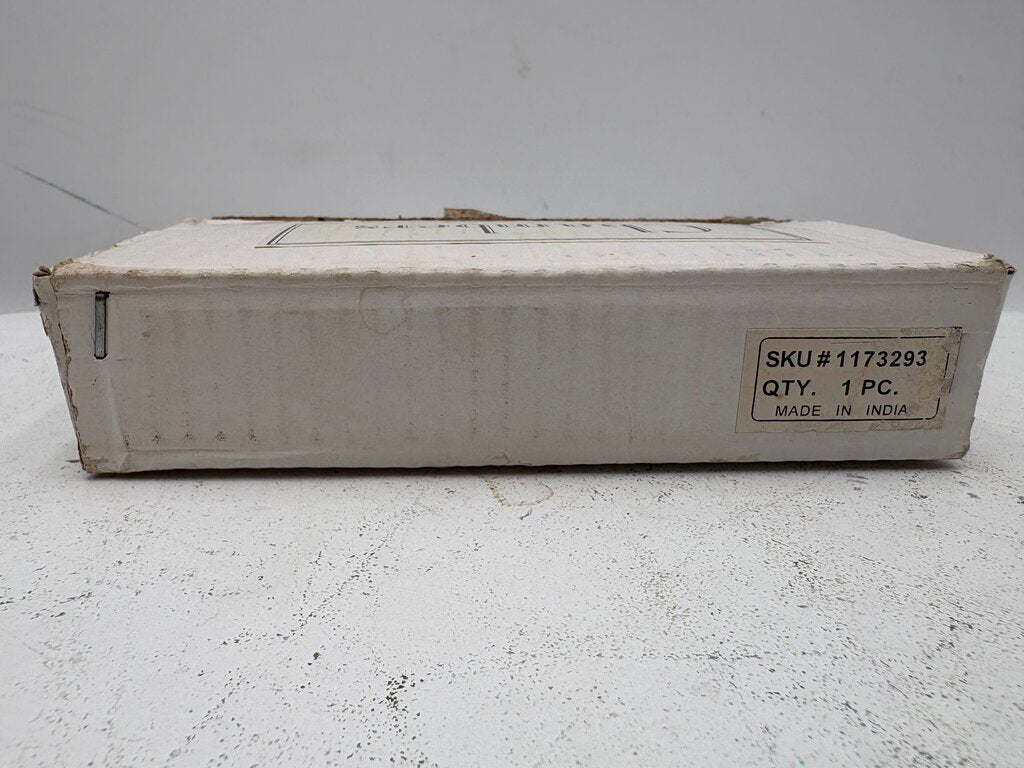 SKU # 1173293
QTY. 1 PC.
MADE IN INDIA